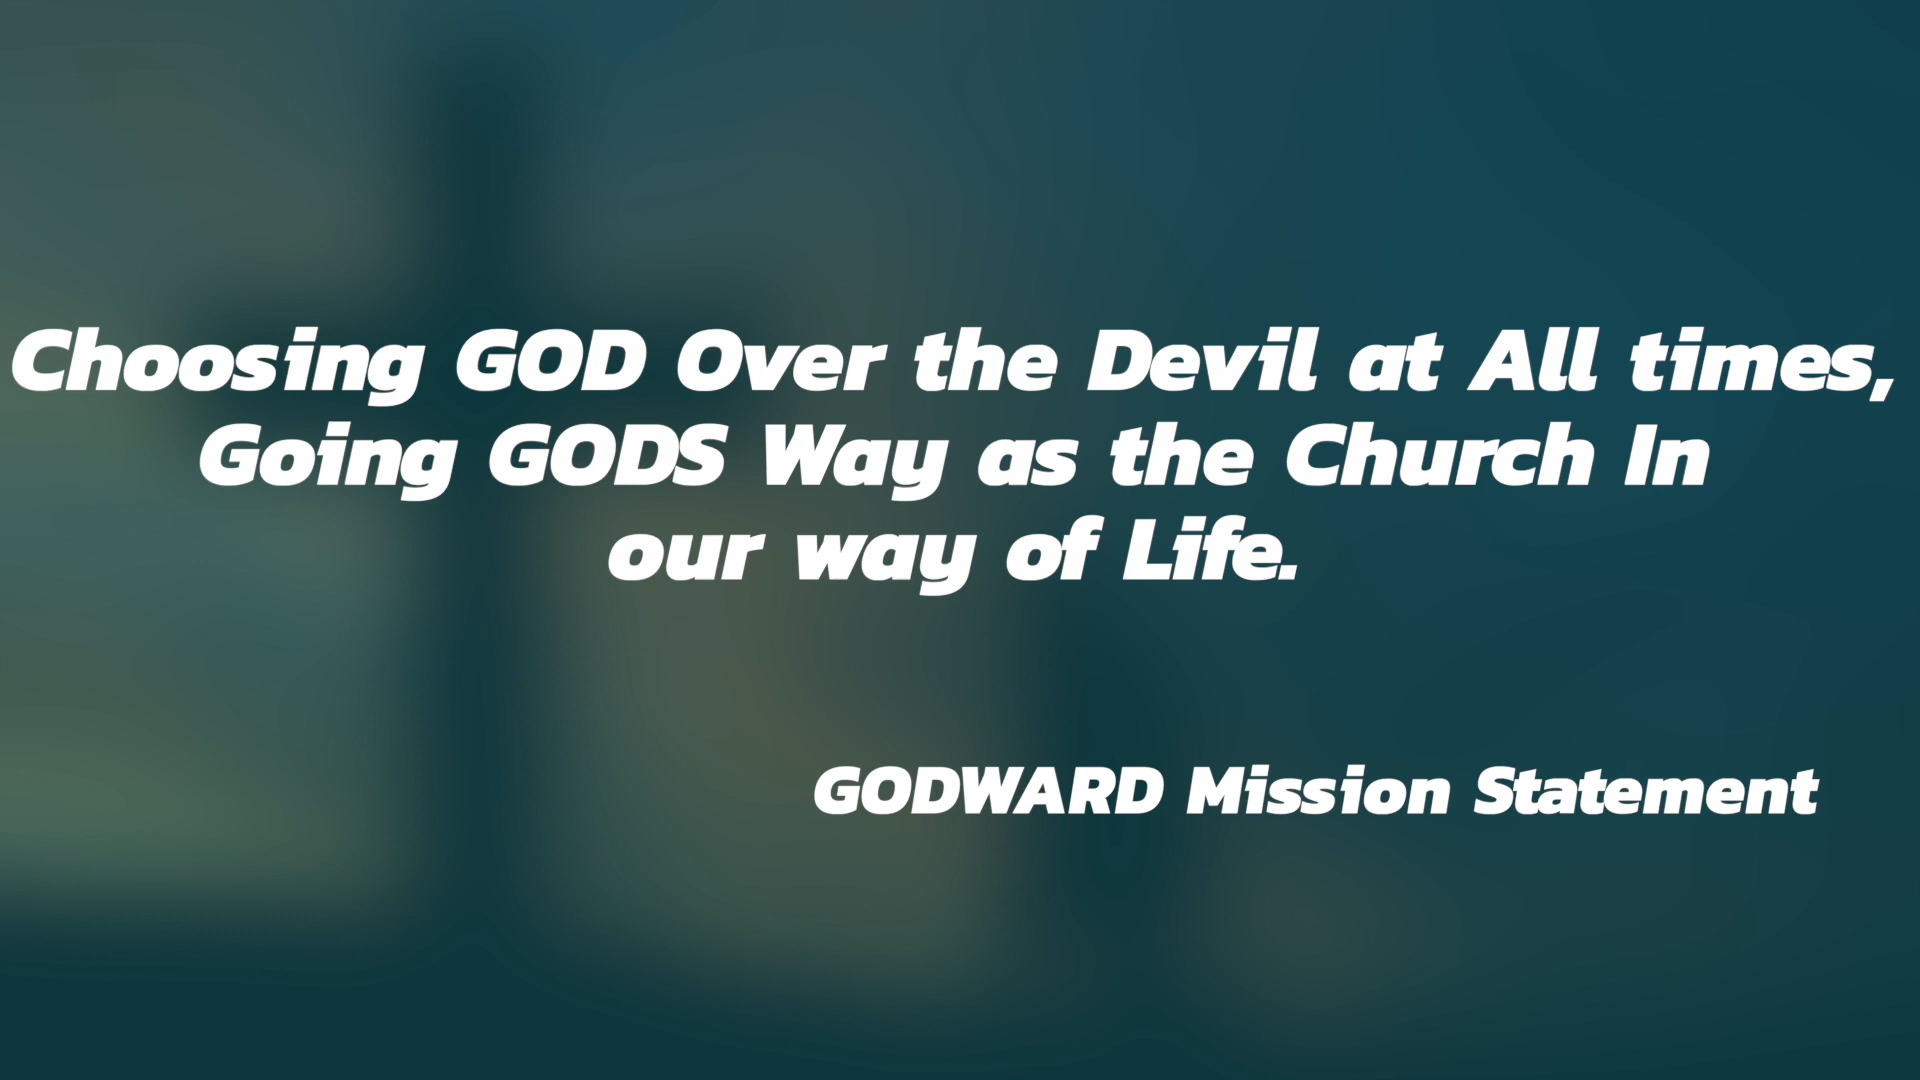 Choosing GOD Over the Devil at All times,
Going GODS Way as the Church In
our way of Life.
GODWARD Mission Statement